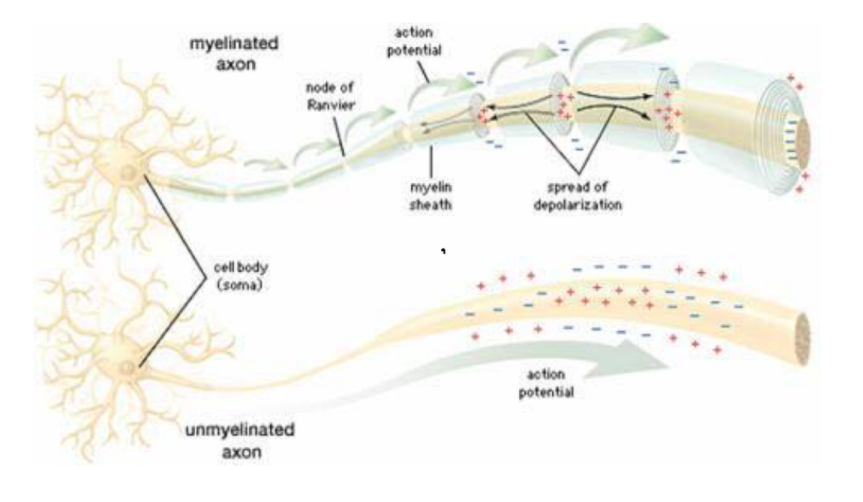 myelinated
axon
action
potential
node of
Ranvier
myelin
sheath
spread of
depolarization
,
cell body
(soma)
action
potential
unmyelinated
axon